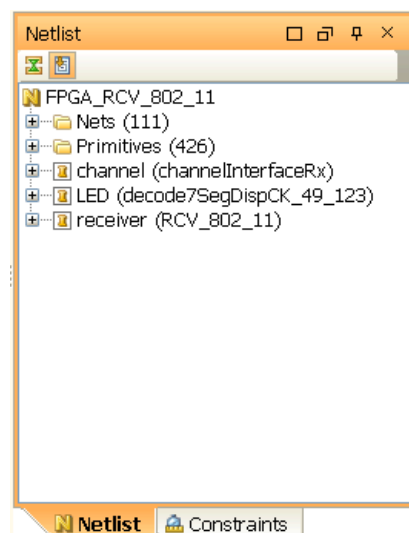 Netlist
FPGA_RCV_802_11
Nets (111)
Primitives (426)
channel (channelInterfaceRx)
LED (decode7SegDispCK_49_123)
receiver (RCV_802_11)
Netlist Constraints